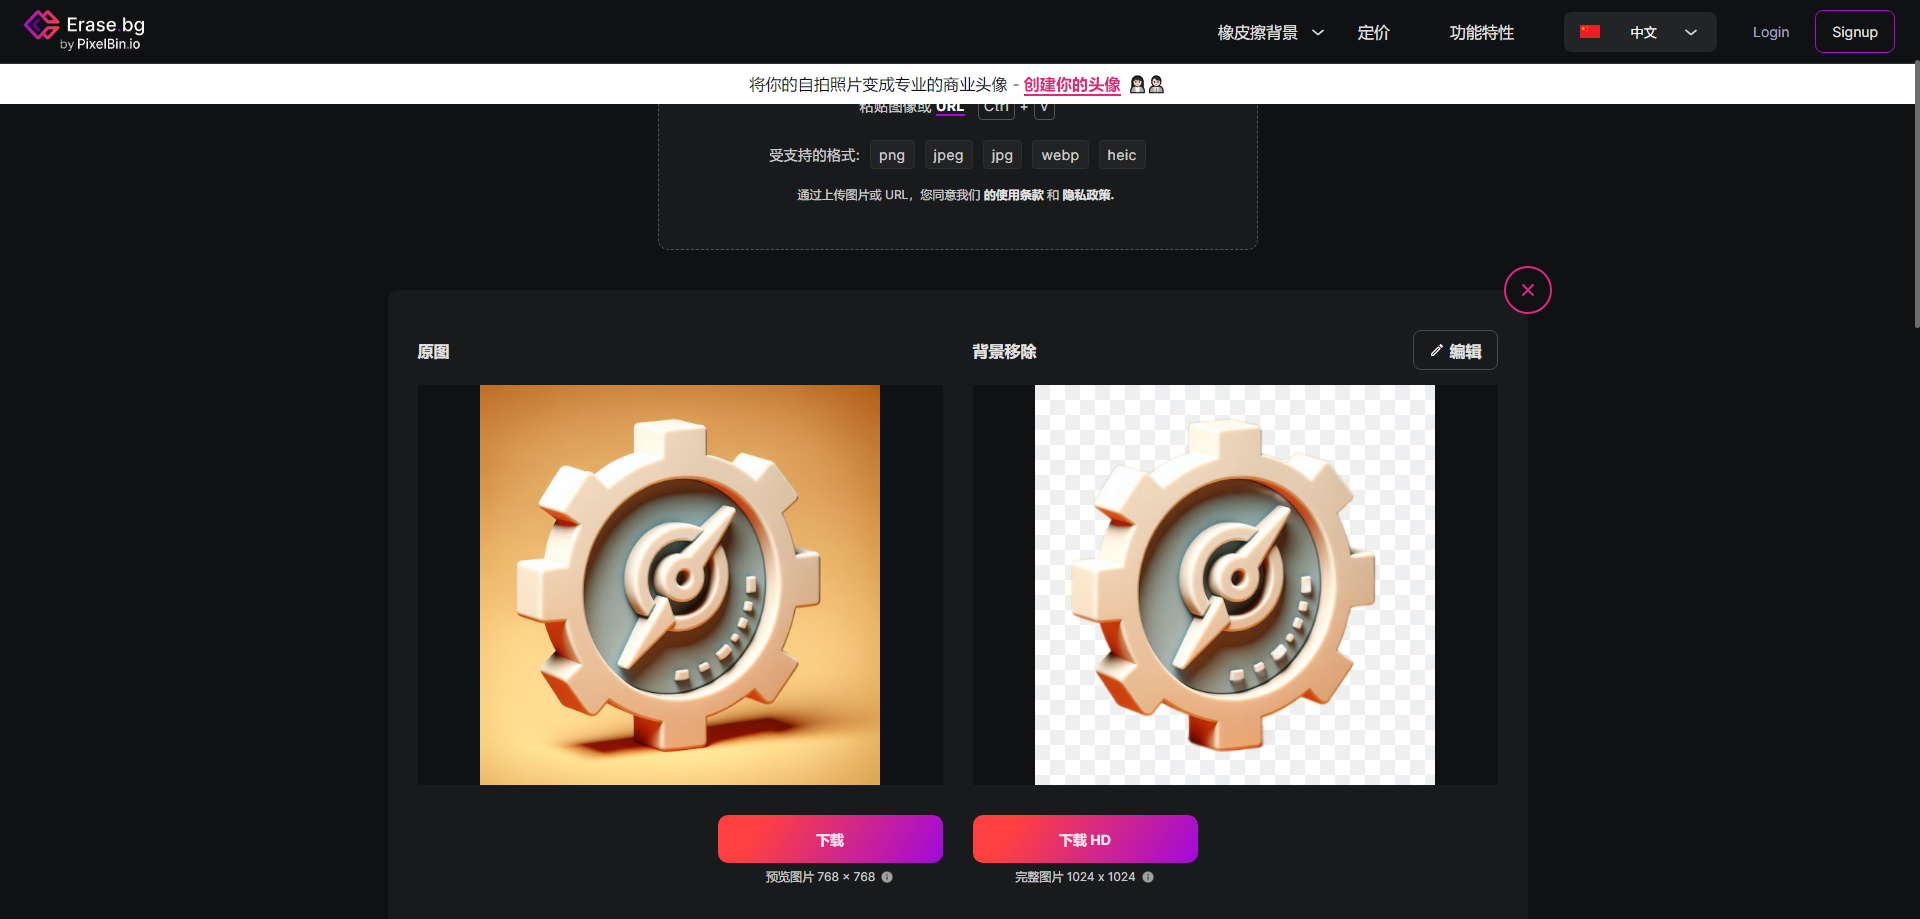 Erase.bg
by PixelBin.io
橡皮擦背景
定价
功能特性
中文
Login
Signup
将你的自拍照片变成专业的商业头像 - 创建你的头像
粘贴图像或 URL Ctrl + V
受支持的格式: png jpeg jpg webp heic
通过上传图片或 URL，您同意我们 的使用条款 和 隐私政策.
原图
背景移除
编辑
下载
下载 HD
预览图片 768 × 768
完整图片 1024 x 1024